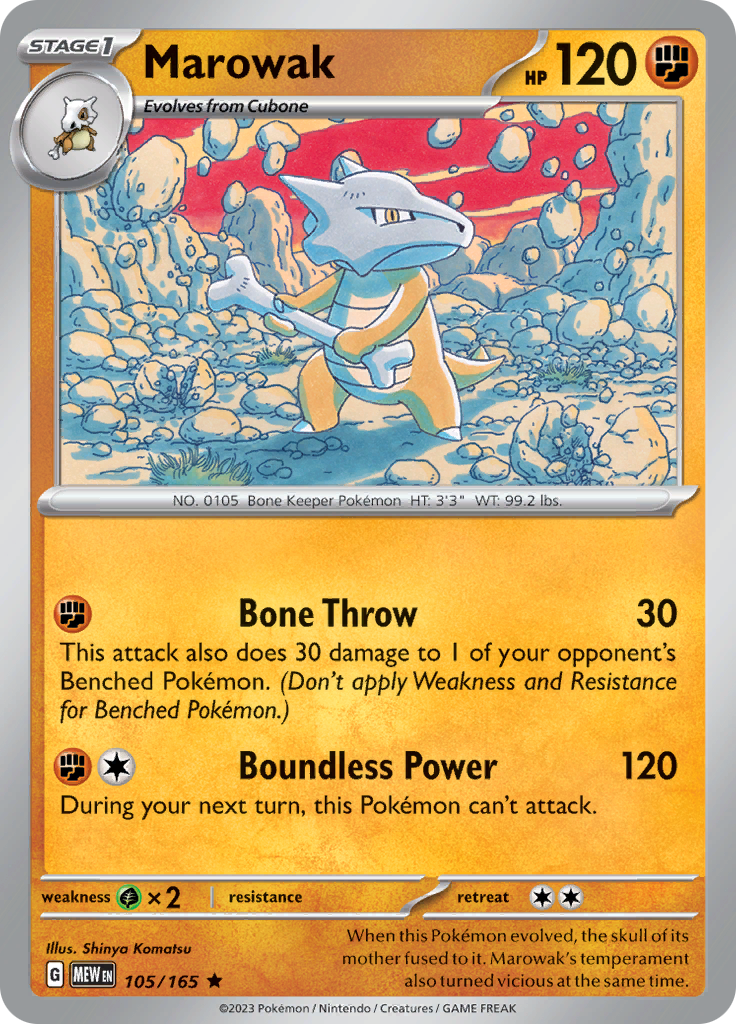 STAGE 1
Marowak
HP 120
Evolves from Cubone
NO. 0105 Bone Keeper Pokémon HT: 3'3" WT: 99.2 lbs.
Bone Throw 30
This attack also does 30 damage to 1 of your opponent's
Benched Pokémon. (Don't apply Weakness and Resistance
for Benched Pokémon.)
Boundless Power 120
During your next turn, this Pokémon can't attack.
weakness ×2 resistance retreat
Illus. Shinya Komatsu
When this Pokémon evolved, the skull of its
mother fused to it. Marowak's temperament
also turned vicious at the same time.
G MEW EN 105/165 ★
©2023 Pokémon / Nintendo / Creatures / GAME FREAK